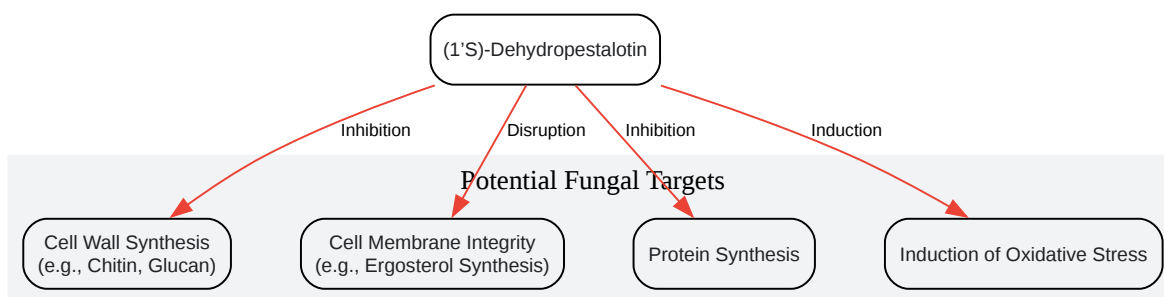 (1’S)-Dehydropestalotin
Inhibition
Disruption
Inhibition
Induction
Potential Fungal Targets
Cell Wall Synthesis
(e.g., Chitin, Glucan)
Cell Membrane Integrity
(e.g., Ergosterol Synthesis)
Protein Synthesis
Induction of Oxidative Stress